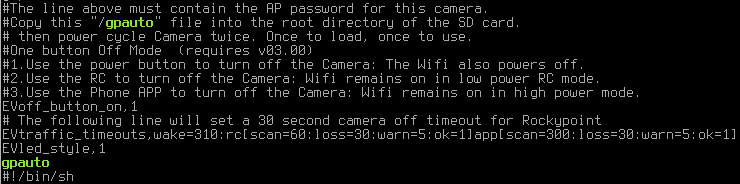 #The line above must contain the AP password for this camera.
#Copy this "/gpauto" file into the root directory of the SD card.
# then power cycle Camera twice. Once to load, once to use.
#One button Off Mode  (requires v03.00)
#1.Use the power button to turn off the Camera: The Wifi also powers off.
#2.Use the RC to turn off the Camera: Wifi remains on in low power RC mode.
#3.Use the Phone APP to turn off the Camera: Wifi remains on in high power mode.
EVoff_button_on,1
# The following line will set a 30 second camera off timeout for Rockypoint
EVtraffic_timeouts,wake=310:rc[scan=60:loss=30:warn=5:ok=1]app[scan=300:loss=30:warn=5:ok=1]
EVled_style,1
gpauto
#!/bin/sh